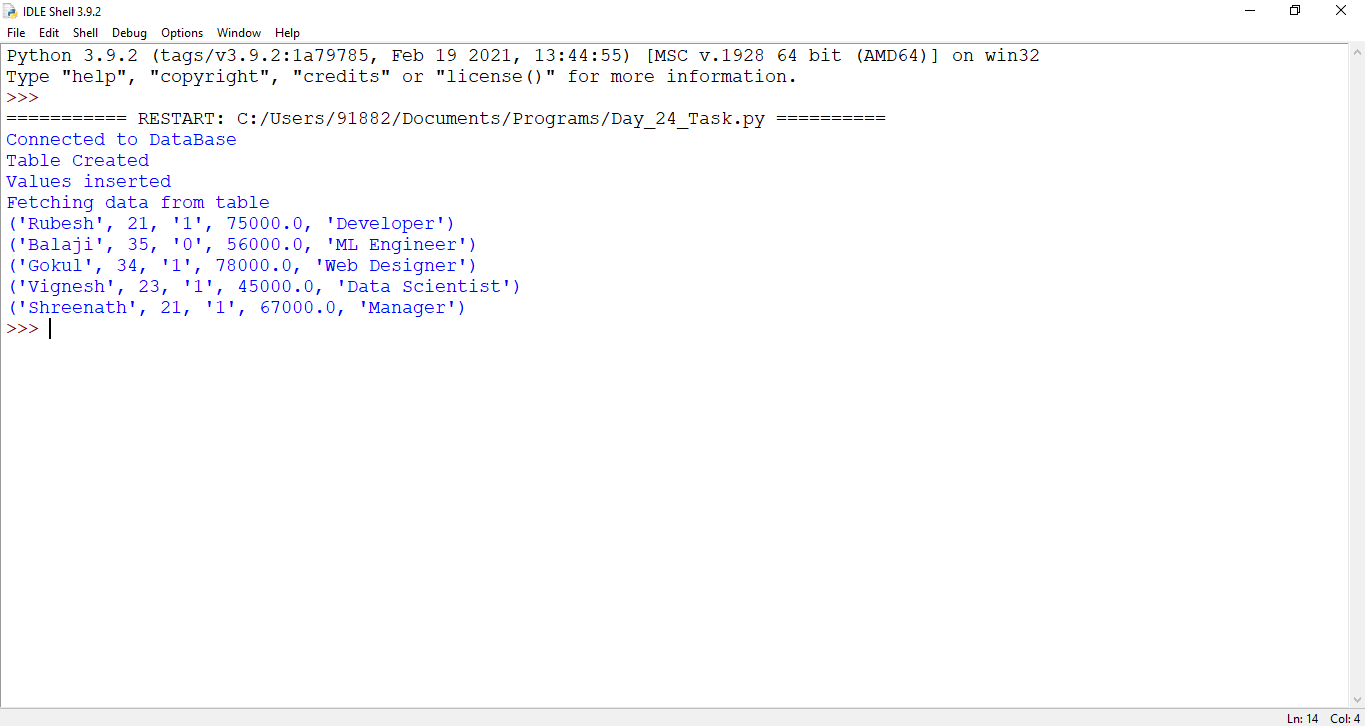 IDLE Shell 3.9.2
File Edit Shell Debug Options Window Help
Python 3.9.2 (tags/v3.9.2:1a79785, Feb 19 2021, 13:44:55) [MSC v.1928 64 bit (AMD64)] on win32
Type "help", "copyright", "credits" or "license()" for more information.
>>>
=========== RESTART: C:/Users/91882/Documents/Programs/Day_24_Task.py ==========
Connected to DataBase
Table Created
Values inserted
Fetching data from table
('Rubesh', 21, '1', 75000.0, 'Developer')
('Balaji', 35, '0', 56000.0, 'ML Engineer')
('Gokul', 34, '1', 78000.0, 'Web Designer')
('Vignesh', 23, '1', 45000.0, 'Data Scientist')
('Shreenath', 21, '1', 67000.0, 'Manager')
>>>
Ln: 14 Col: 4